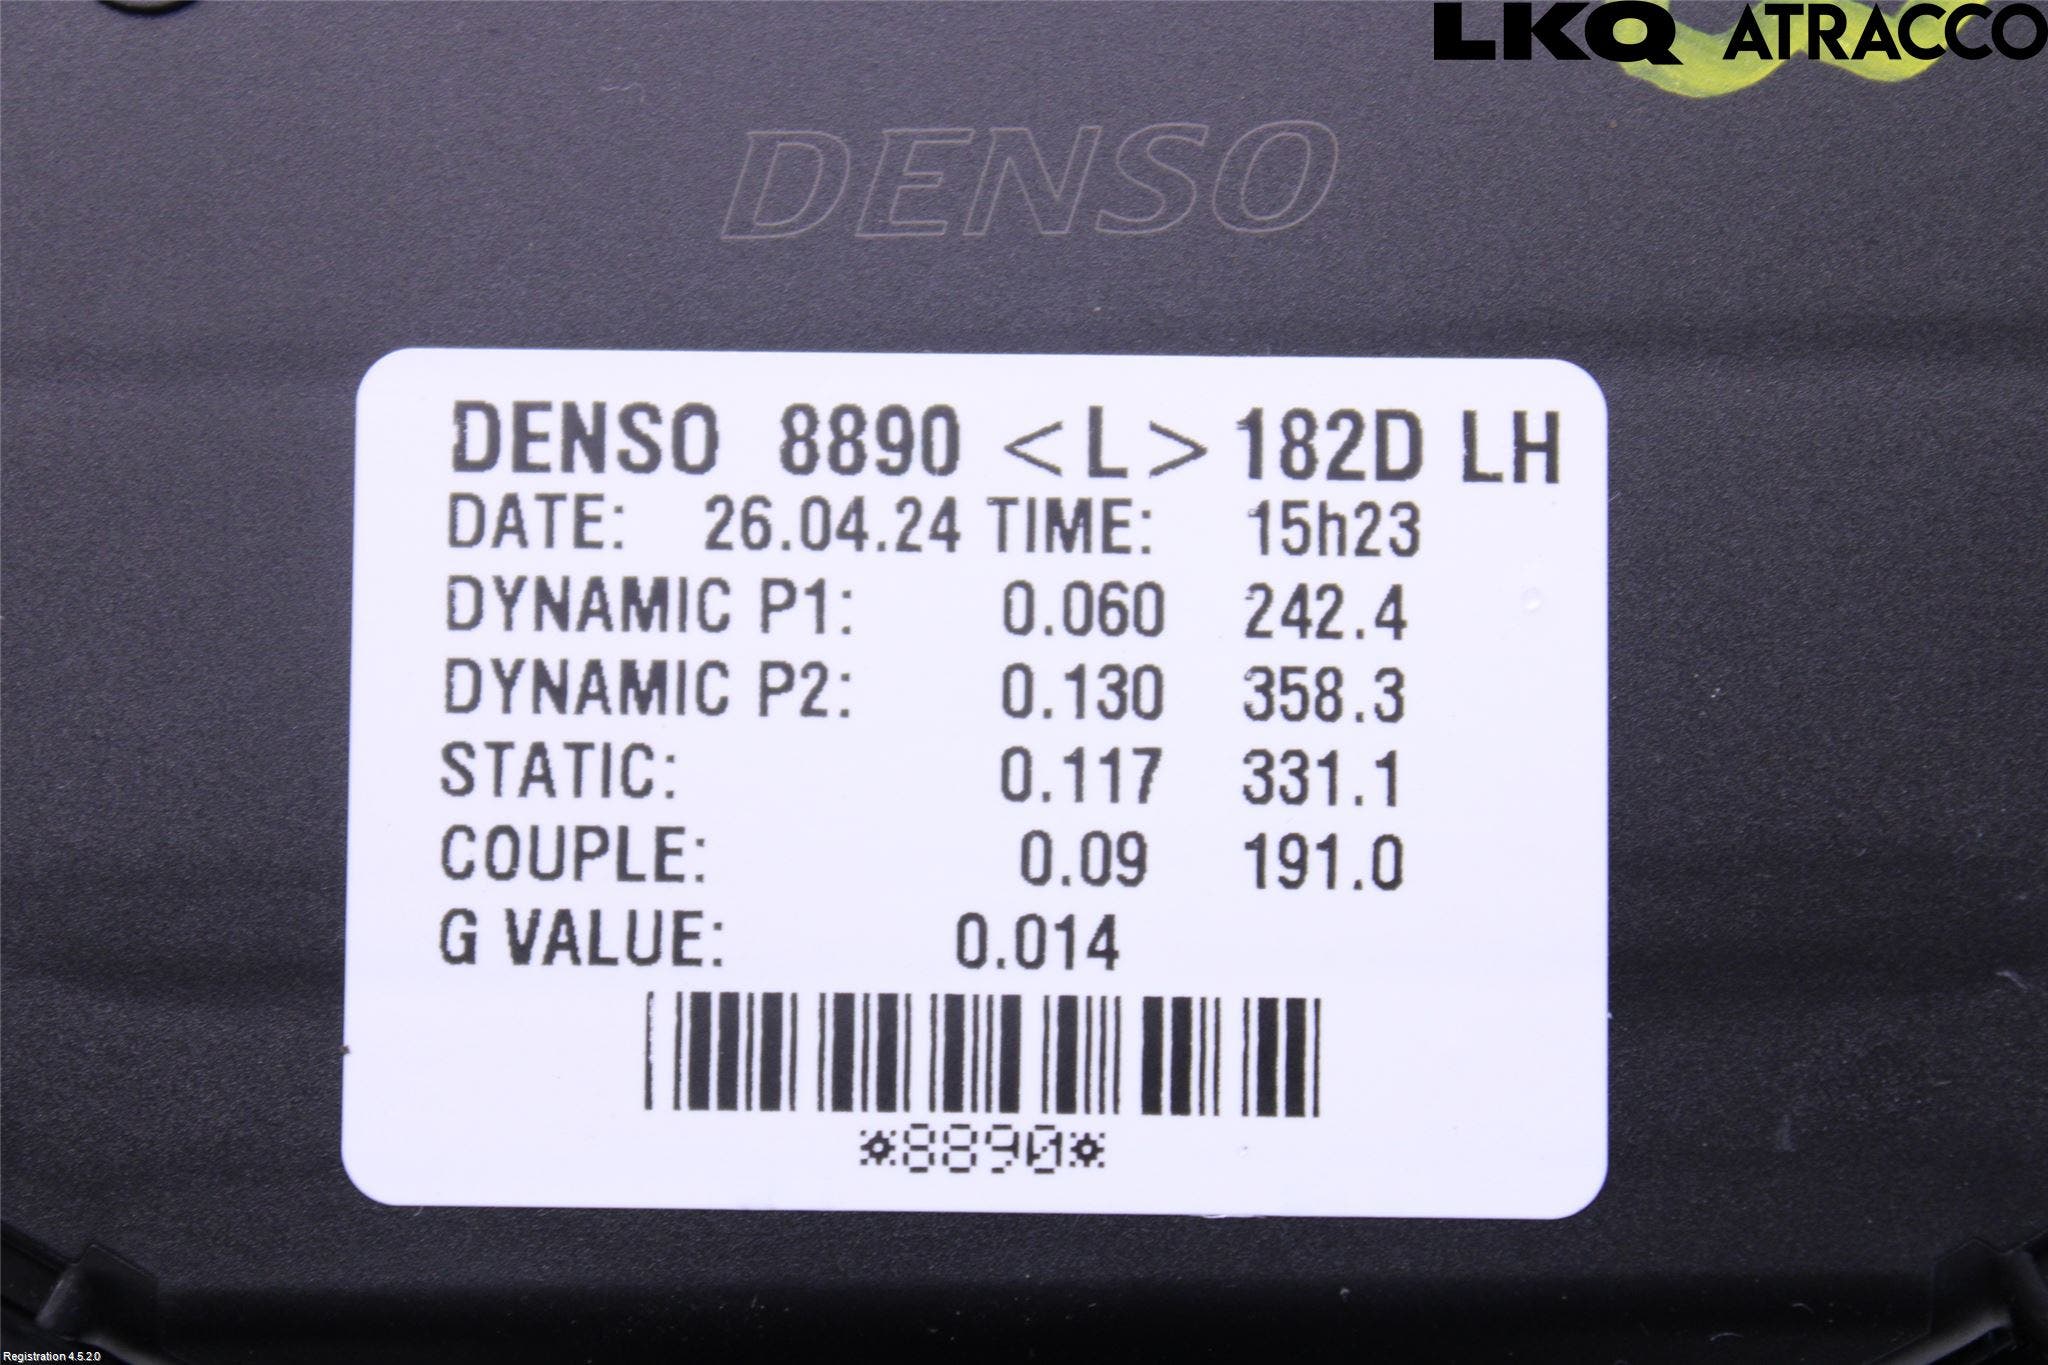 LKQ ATRACCO
DENSO
DENSO 8890 <L> 182D LH
DATE: 26.04.24 TIME: 15h23
DYNAMIC P1: 0.060 242.4
DYNAMIC P2: 0.130 358.3
STATIC: 0.117 331.1
COUPLE: 0.09 191.0
G VALUE: 0.014
*8890*
Registration 4.5.2.0